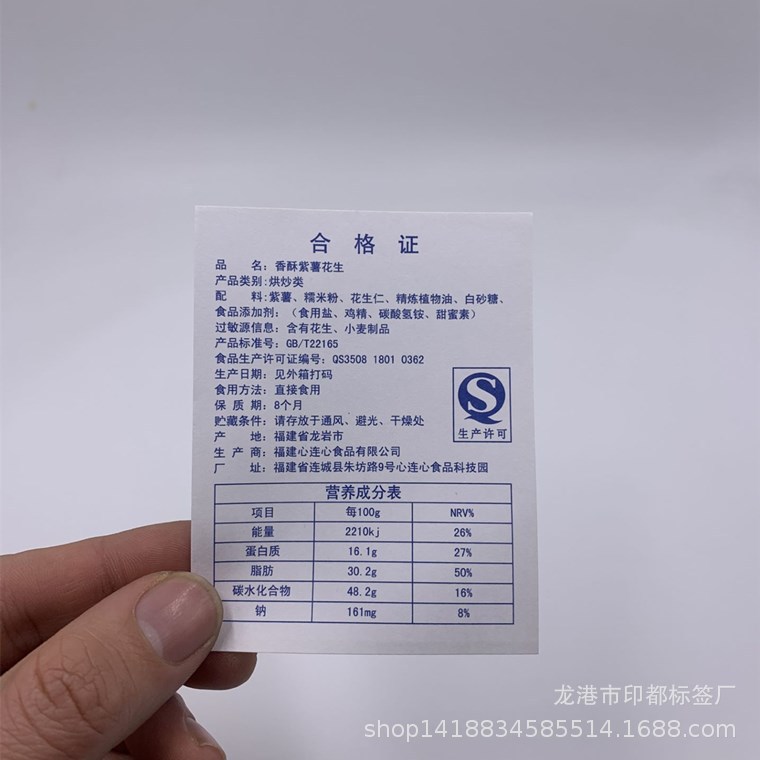 合 格 证
品 名：香酥紫薯花生
产品类别:烘炒类
配 料:紫薯、糯米粉、花生仁、精炼植物油、白砂糖、
食品添加剂：（食用盐、鸡精、碳酸氢铵、甜蜜素）
过敏源信息：含有花生、小麦制品
产品标准号：GB/T22165
食品生产许可证编号：QS3508 1801 0362
生产日期：见外箱打码
食用方法：直接食用
保 质 期：8个月
贮藏条件：请存放于通风、避光、干燥处
产 地：福建省龙岩市
生 产 商：福建心连心食品有限公司
厂 址：福建省连城县朱坊路9号心连心食品科技园
生产许可
营养成分表
项目 每100g NRV%
能量 2210kj 26%
蛋白质 16.1g 27%
脂肪 30.2g 50%
碳水化合物 48.2g 16%
钠 161mg 8%
龙港市印都标签厂
shop1418834585514.1688.com